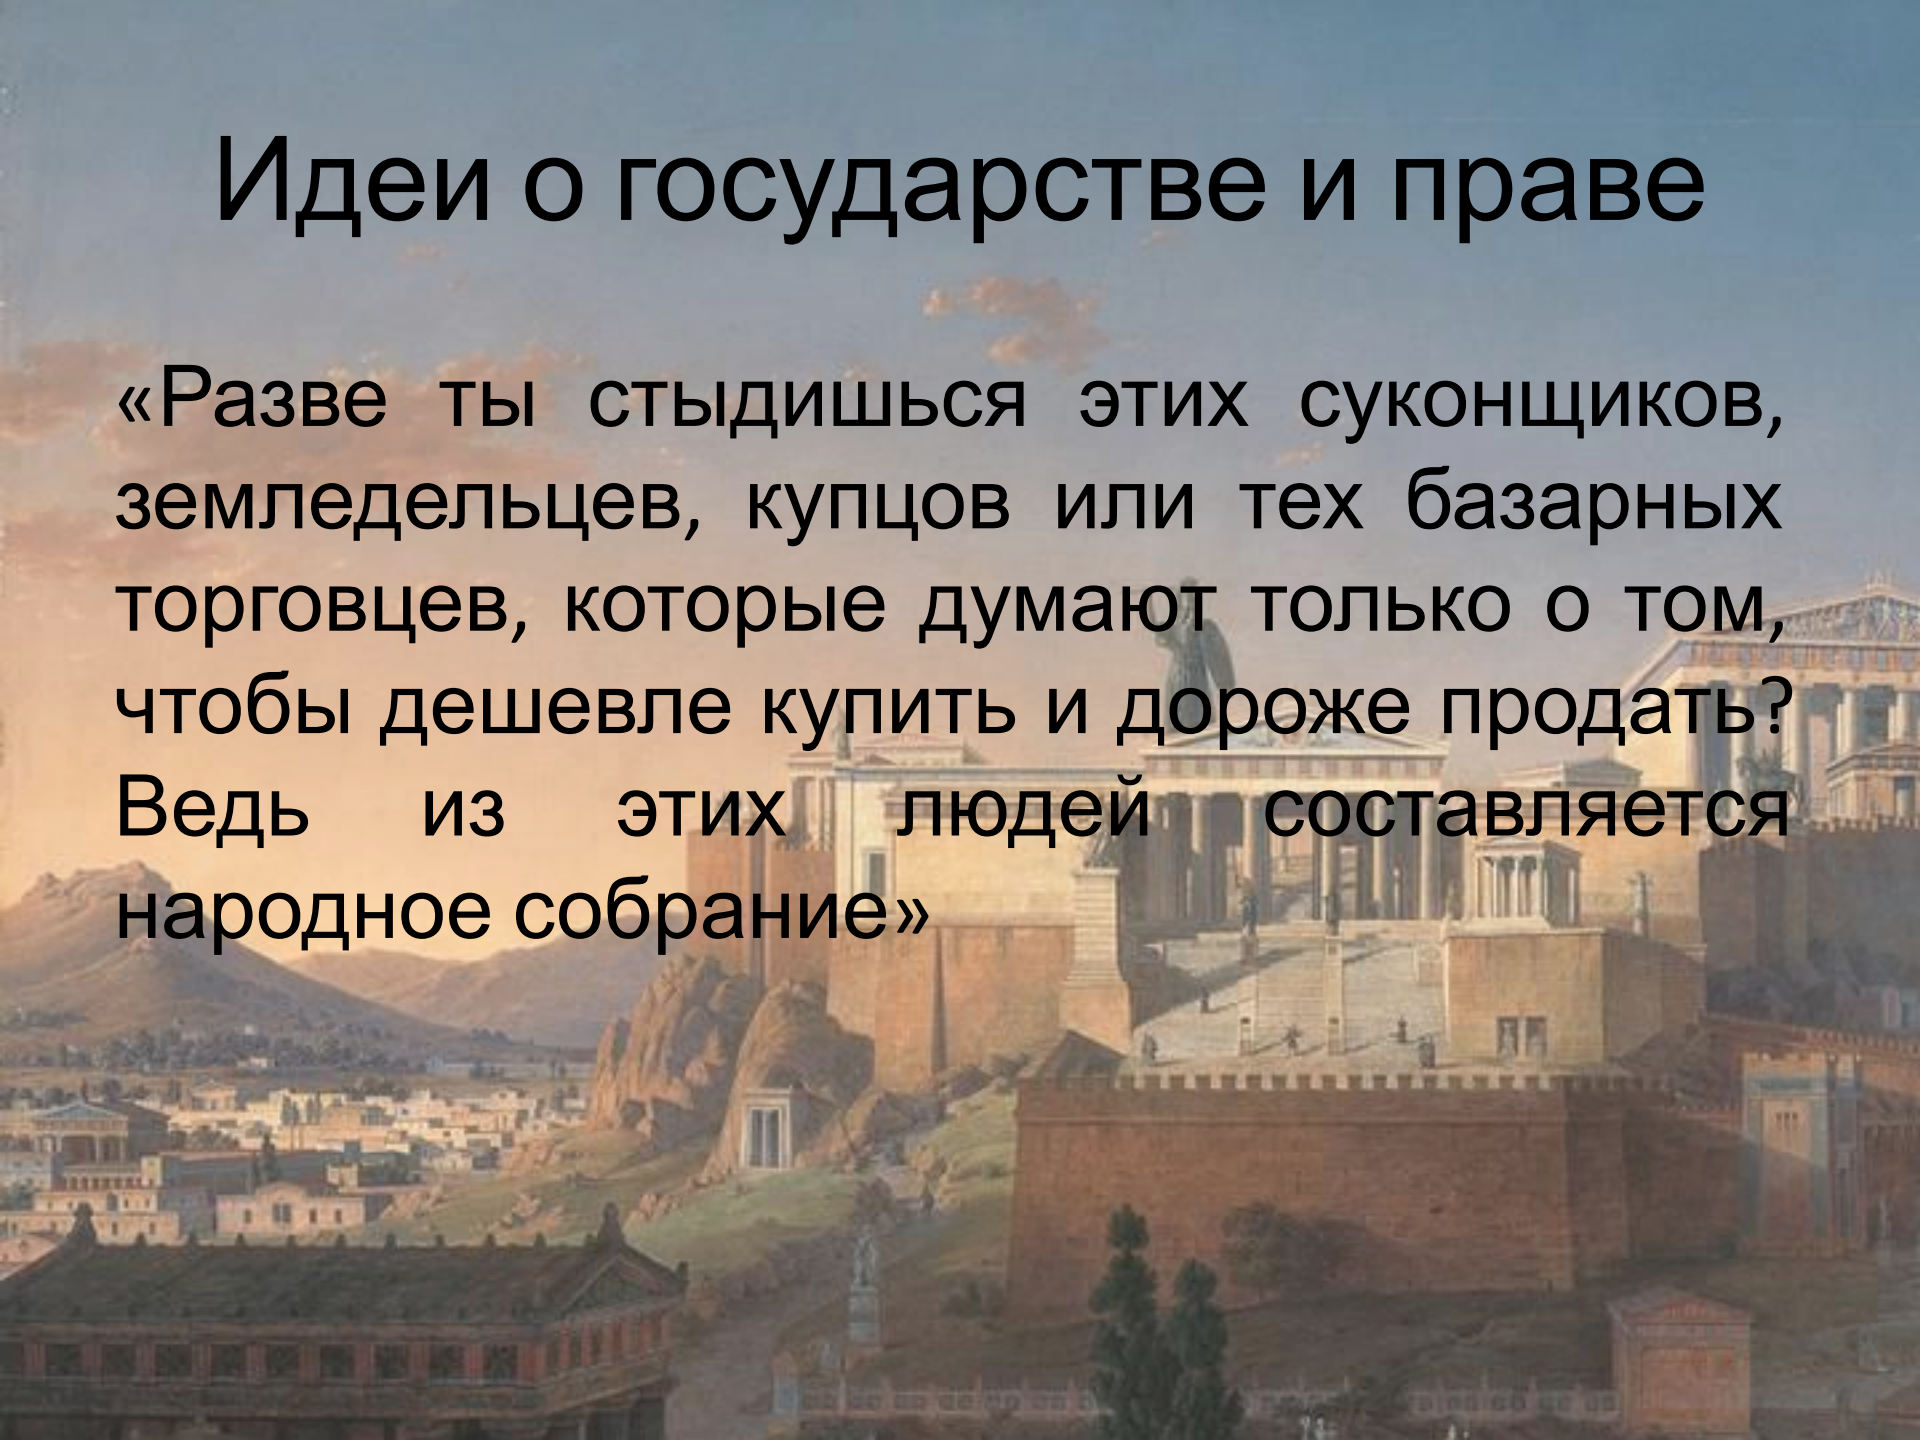 Идеи о государстве и праве
«Разве ты стыдишься этих суконщиков,
земледельцев, купцов или тех базарных
торговцев, которые думают только о том,
чтобы дешевле купить и дороже продать?
Ведь из этих людей составляется
народное собрание»